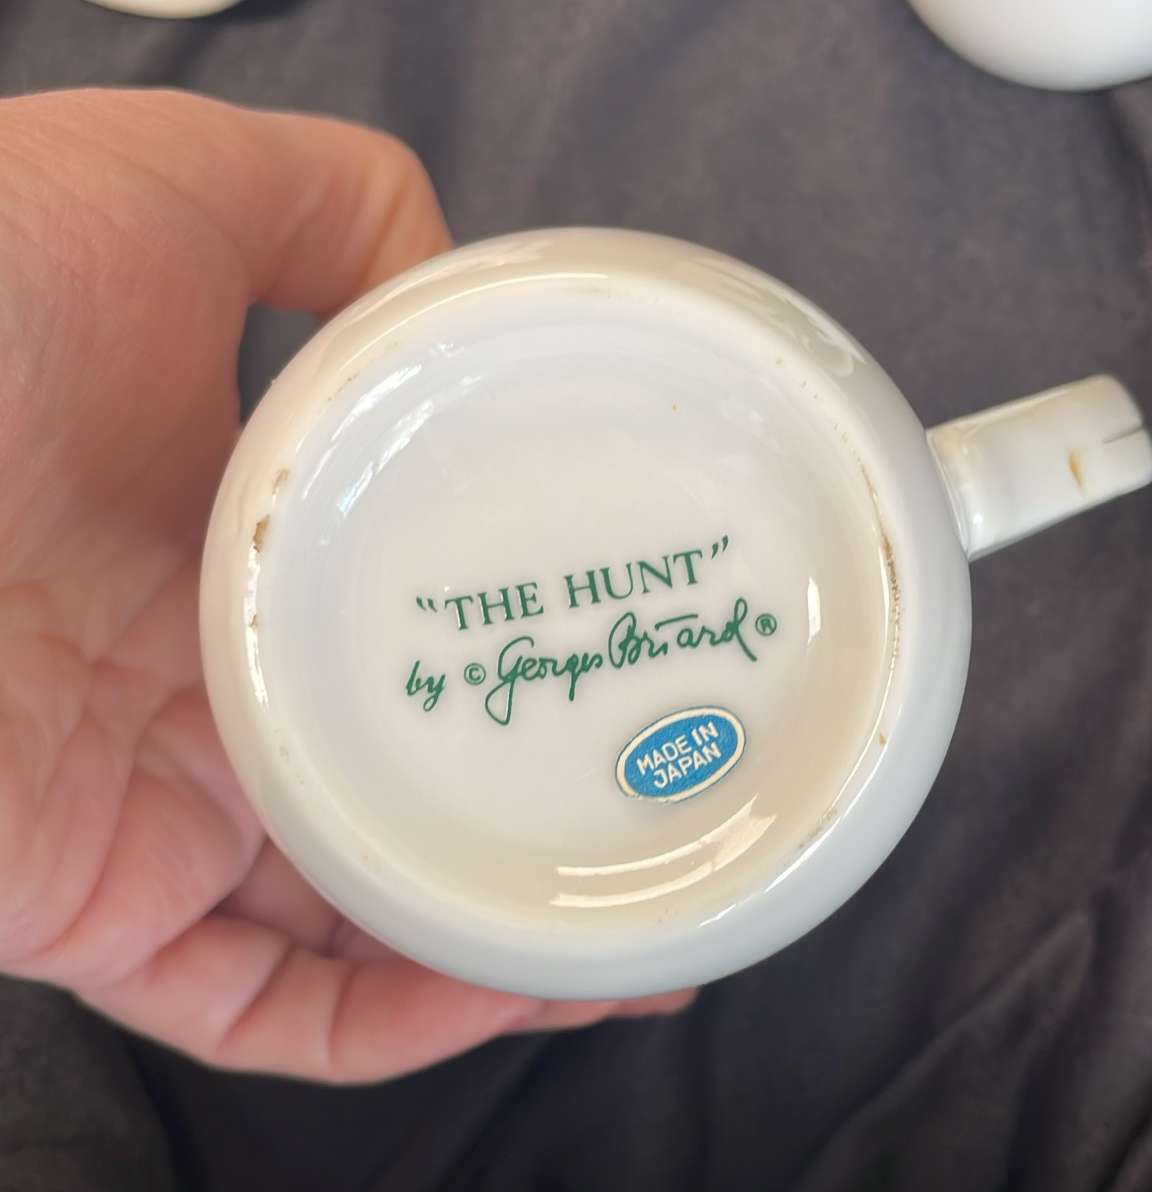 “THE HUNT”
by © Georges Briard ®
MADE IN
JAPAN